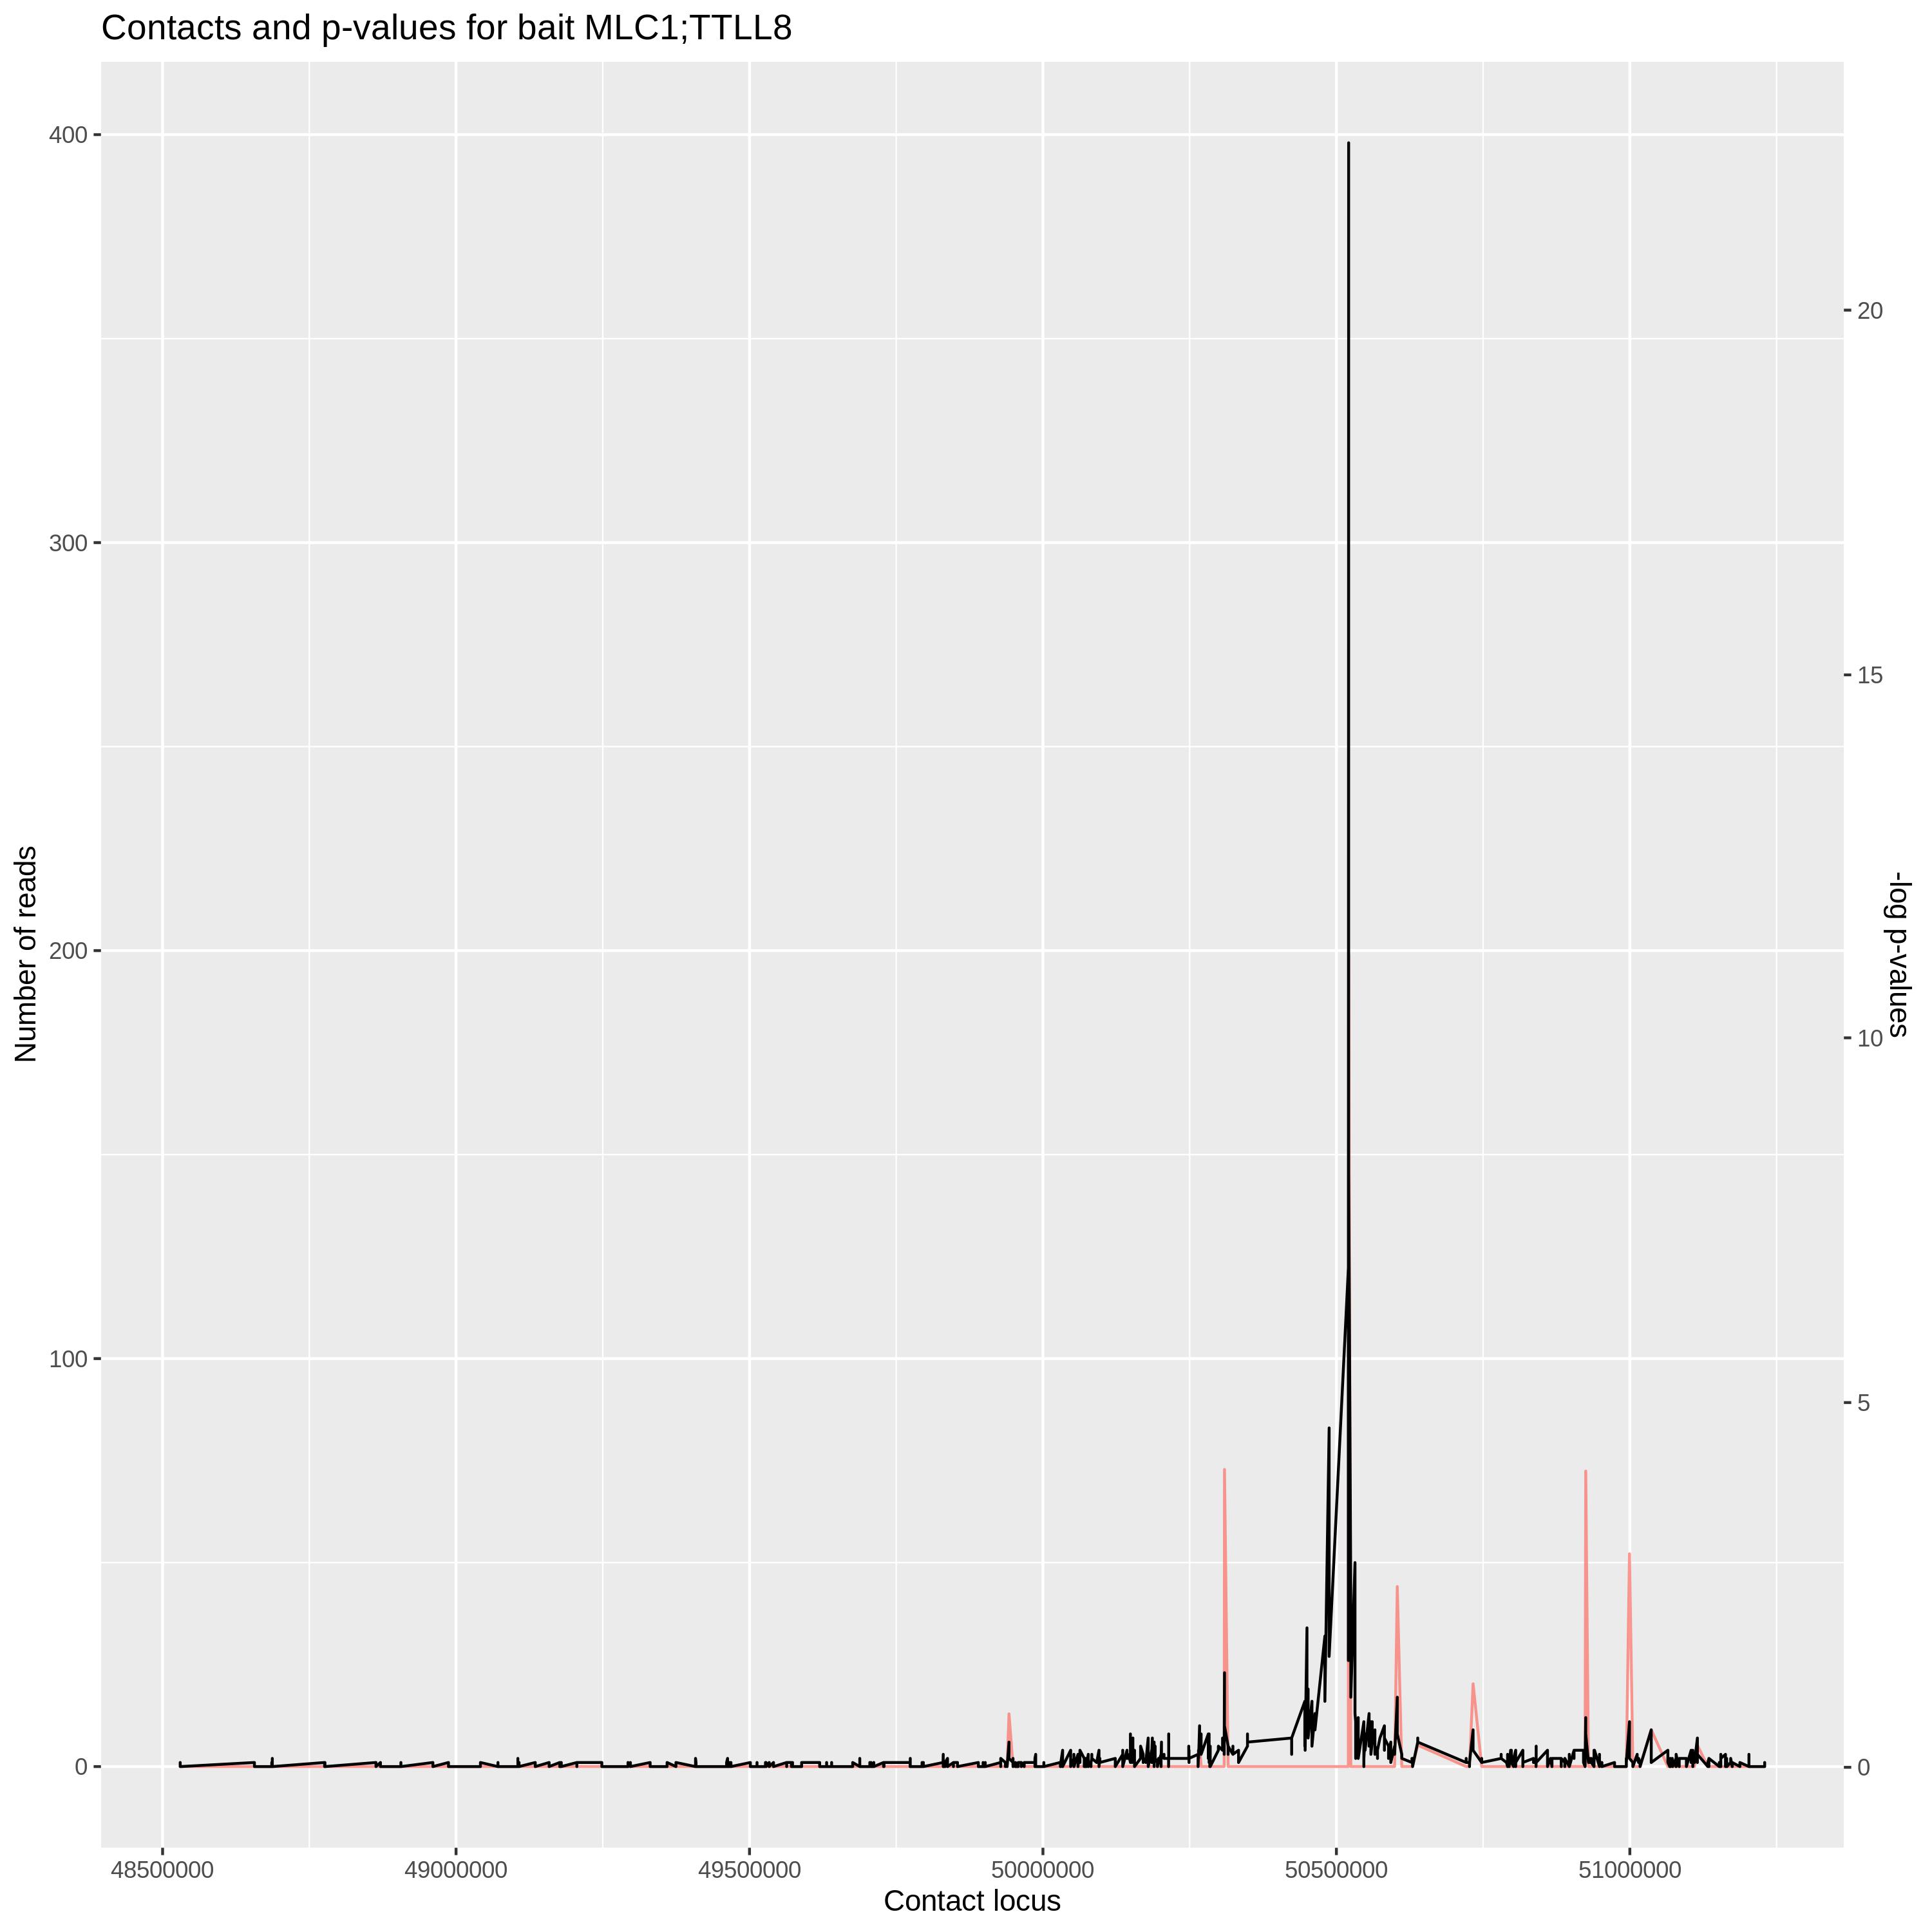 Contacts and p-values for bait MLC1;TTLL8
400
300
200
100
0
Number of reads
20
15
10
5
0
-log p-values
48500000 49000000 49500000 50000000 50500000 51000000
Contact locus